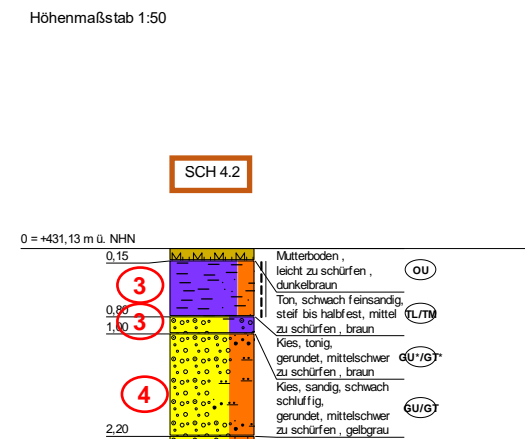 Höhenmaßstab 1:50
SCH 4.2
0 = +431,13 m ü. NHN
0,15
Mutterboden ,
leicht zu schürfen ,
dunkelbraun
OU
3
Ton, schwach feinsandig,
steif bis halbfest, mittel
zu schürfen , braun
TL/TM
0,80
3
1,00
Kies, tonig,
gerundet, mittelschwer
zu schürfen , braun
GU*/GT*
4
Kies, sandig, schwach
schluffig,
gerundet, mittelschwer
zu schürfen , gelbgrau
GU/GT
2,20